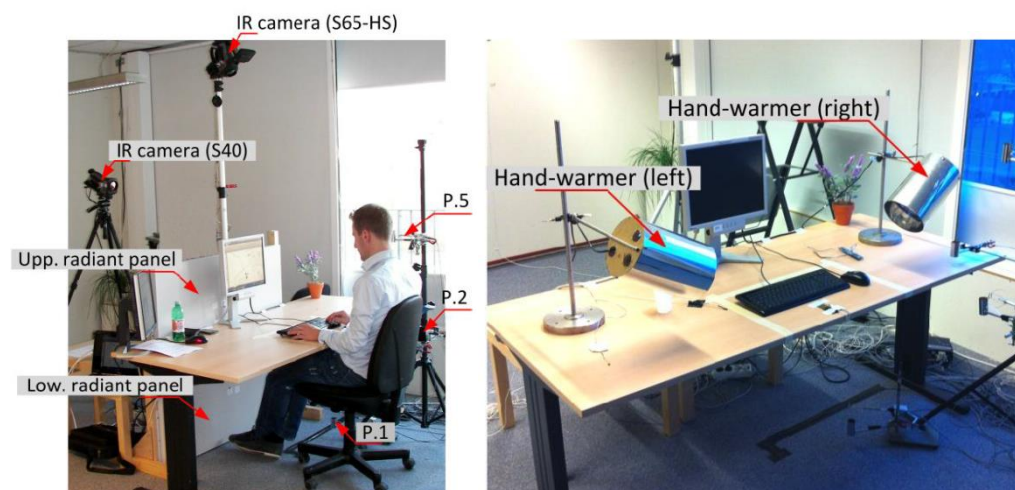 IR camera (S65-HS)
IR camera (S40)
P.5
Upp. radiant panel
P.2
Low. radiant panel
P.1
Hand-warmer (right)
Hand-warmer (left)